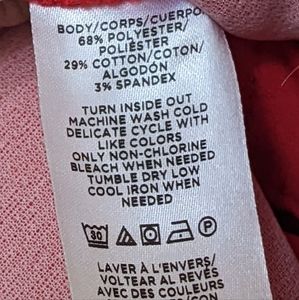 BODY/CORPS/CUERPO
68% POLYESTER/
POLIÉSTER
29% COTTON/COTON/
ALGODÓN
3% SPANDEX
TURN INSIDE OUT
MACHINE WASH COLD
DELICATE CYCLE WITH
LIKE COLORS
ONLY NON-CHLORINE
BLEACH WHEN NEEDED
TUMBLE DRY LOW
COOL IRON WHEN
NEEDED
30
P
LAVER À L'ENVERS/
VOLTEAR AL REVÉS
AVEC DES COULEURS